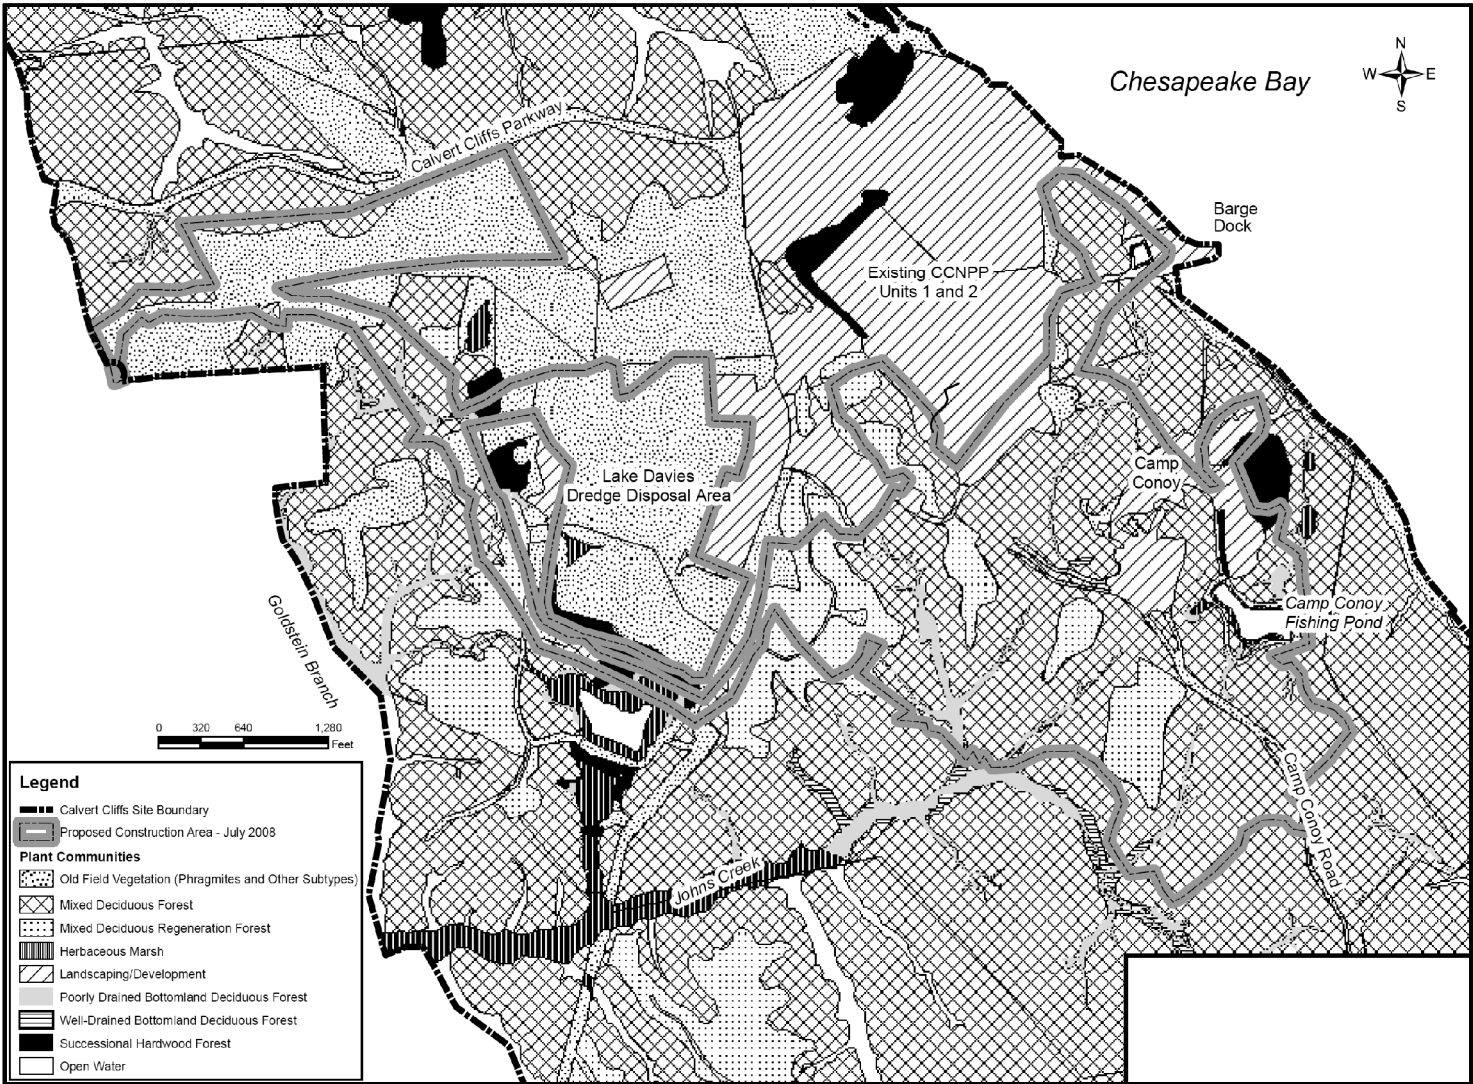 N
W E
S
Chesapeake Bay
Calvert Cliffs Parkway
Barge
Dock
Existing CCNPP
Units 1 and 2
Camp
Conoy
Lake Davies
Dredge Disposal Area
Goldstein Branch
Camp Conoy
Fishing Pond
0 320 640 1,280
Feet
Camp Conoy Road
Johns Creek
Legend
Calvert Cliffs Site Boundary
Proposed Construction Area - July 2008
Plant Communities
Old Field Vegetation (Phragmites and Other Subtypes)
Mixed Deciduous Forest
Mixed Deciduous Regeneration Forest
Herbaceous Marsh
Landscaping/Development
Poorly Drained Bottomland Deciduous Forest
Well-Drained Bottomland Deciduous Forest
Successional Hardwood Forest
Open Water